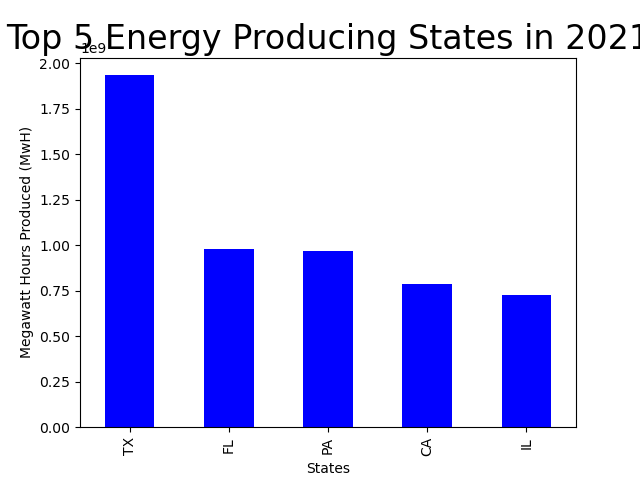 Top 5 Energy Producing States in 2021
1e9
2.00
1.75
1.50
1.25
1.00
0.75
0.50
0.25
0.00
Megawatt Hours Produced (MwH)
TX
FL
PA
CA
IL
States